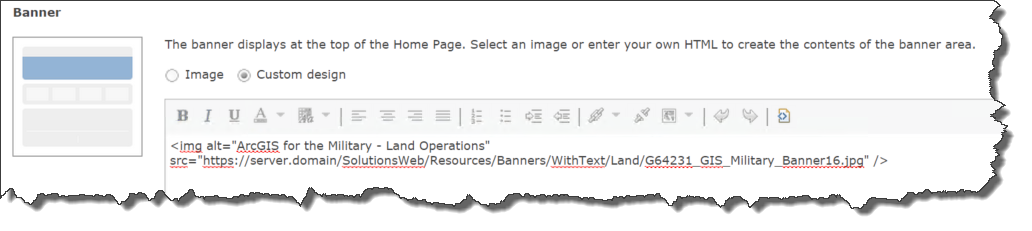 Banner
The banner displays at the top of the Home Page. Select an image or enter your own HTML to create the contents of the banner area.
Image Custom design
B I U A
<img alt="ArcGIS for the Military - Land Operations"
src="https://server.domain/SolutionsWeb/Resources/Banners/WithText/Land/G64231_GIS_Military_Banner16.jpg" />